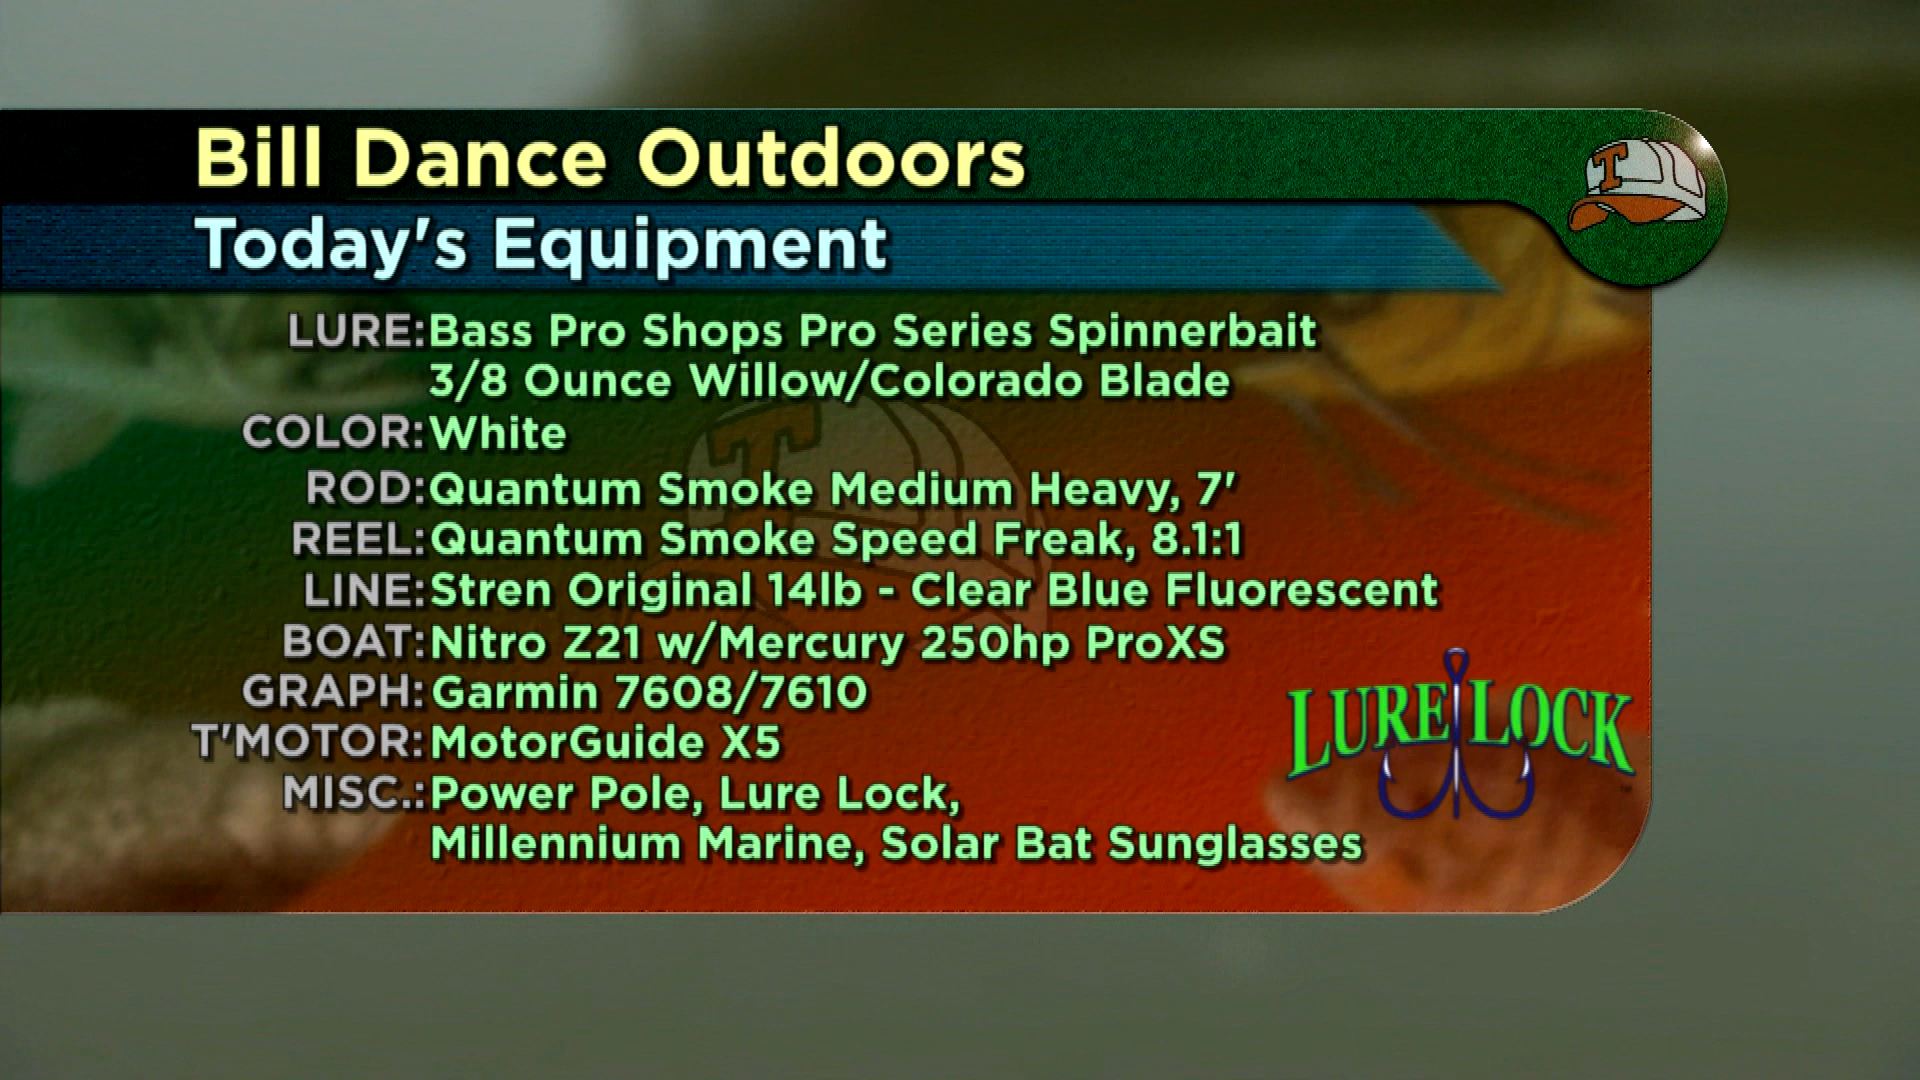 Bill Dance Outdoors
T
Today's Equipment
LURE: Bass Pro Shops Pro Series Spinnerbait
3/8 Ounce Willow/Colorado Blade
COLOR: White
ROD: Quantum Smoke Medium Heavy, 7'
REEL: Quantum Smoke Speed Freak, 8.1:1
LINE: Stren Original 14lb - Clear Blue Fluorescent
BOAT: Nitro Z21 w/Mercury 250hp ProXS
GRAPH: Garmin 7608/7610
T'MOTOR: MotorGuide X5
MISC.: Power Pole, Lure Lock,
Millennium Marine, Solar Bat Sunglasses
T
LURE LOCK